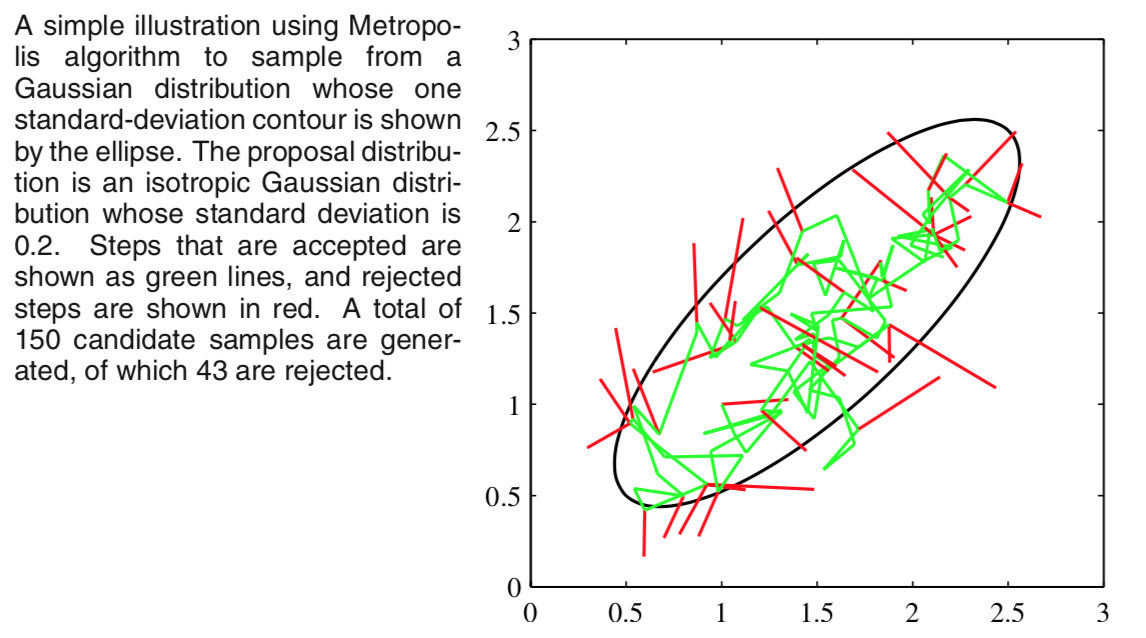 A simple illustration using Metropo-
lis algorithm to sample from a
Gaussian distribution whose one
standard-deviation contour is shown
by the ellipse. The proposal distribu-
tion is an isotropic Gaussian distri-
bution whose standard deviation is
0.2. Steps that are accepted are
shown as green lines, and rejected
steps are shown in red. A total of
150 candidate samples are gener-
ated, of which 43 are rejected.
3
2.5
2
1.5
1
0.5
0
0 0.5 1 1.5 2 2.5 3